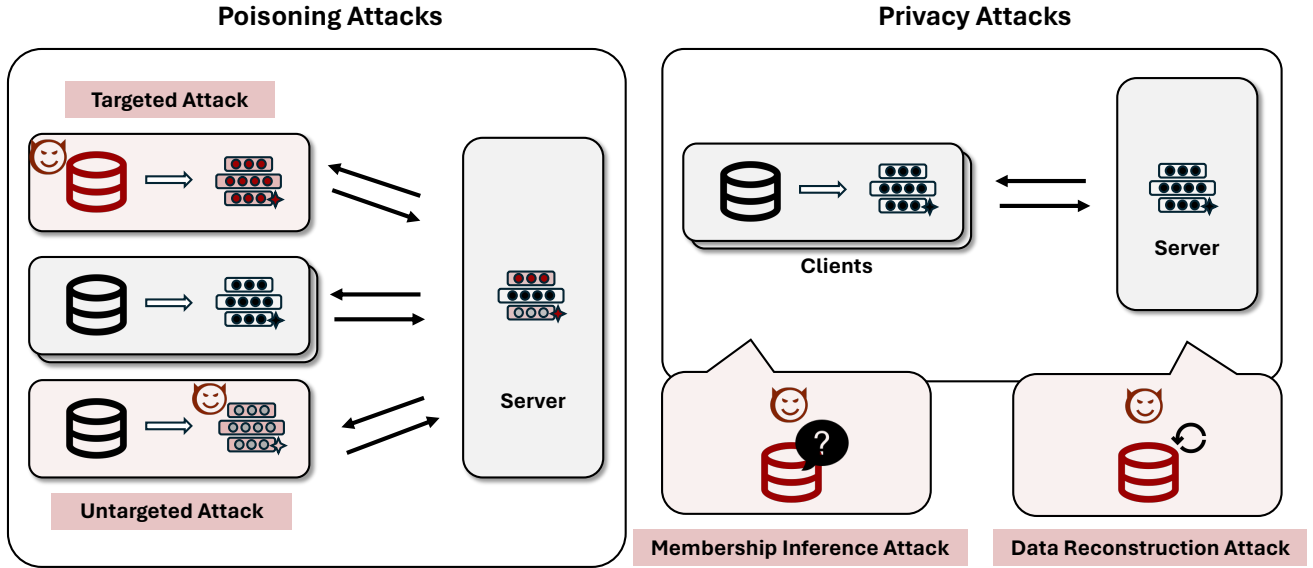 Poisoning Attacks
Targeted Attack
Server
Untargeted Attack
Privacy Attacks
Clients
Server
?
Membership Inference Attack
Data Reconstruction Attack